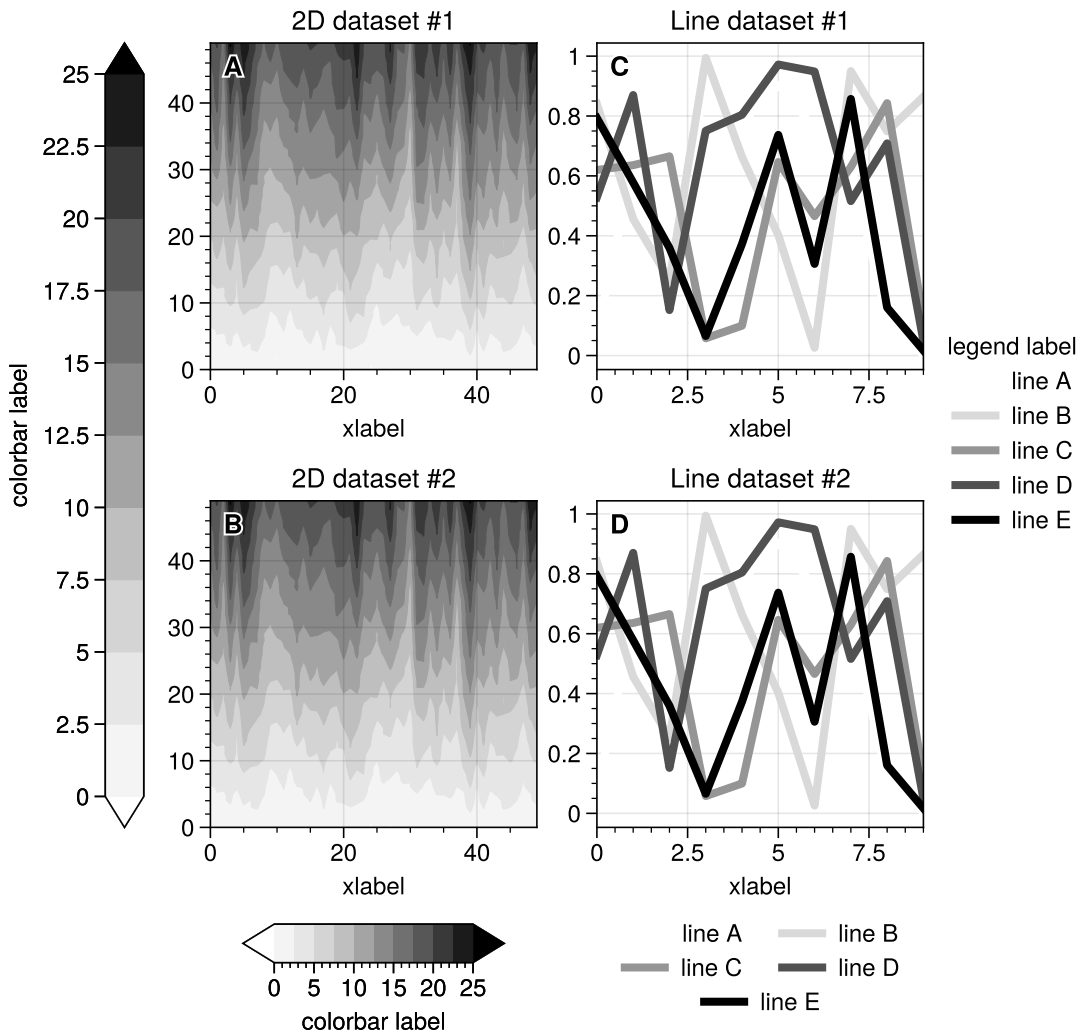 2D dataset #1
Line dataset #1
A
C
25
22.5
20
17.5
15
12.5
10
7.5
5
2.5
0
colorbar label
40
30
20
10
0
0
20
40
xlabel
1
0.8
0.6
0.4
0.2
0
0
2.5
5
7.5
xlabel
legend label
line A
line B
line C
line D
line E
2D dataset #2
Line dataset #2
B
D
40
30
20
10
0
0
20
40
xlabel
1
0.8
0.6
0.4
0.2
0
0
2.5
5
7.5
xlabel
0 5 10 15 20 25
colorbar label
line A line B
line C line D
line E